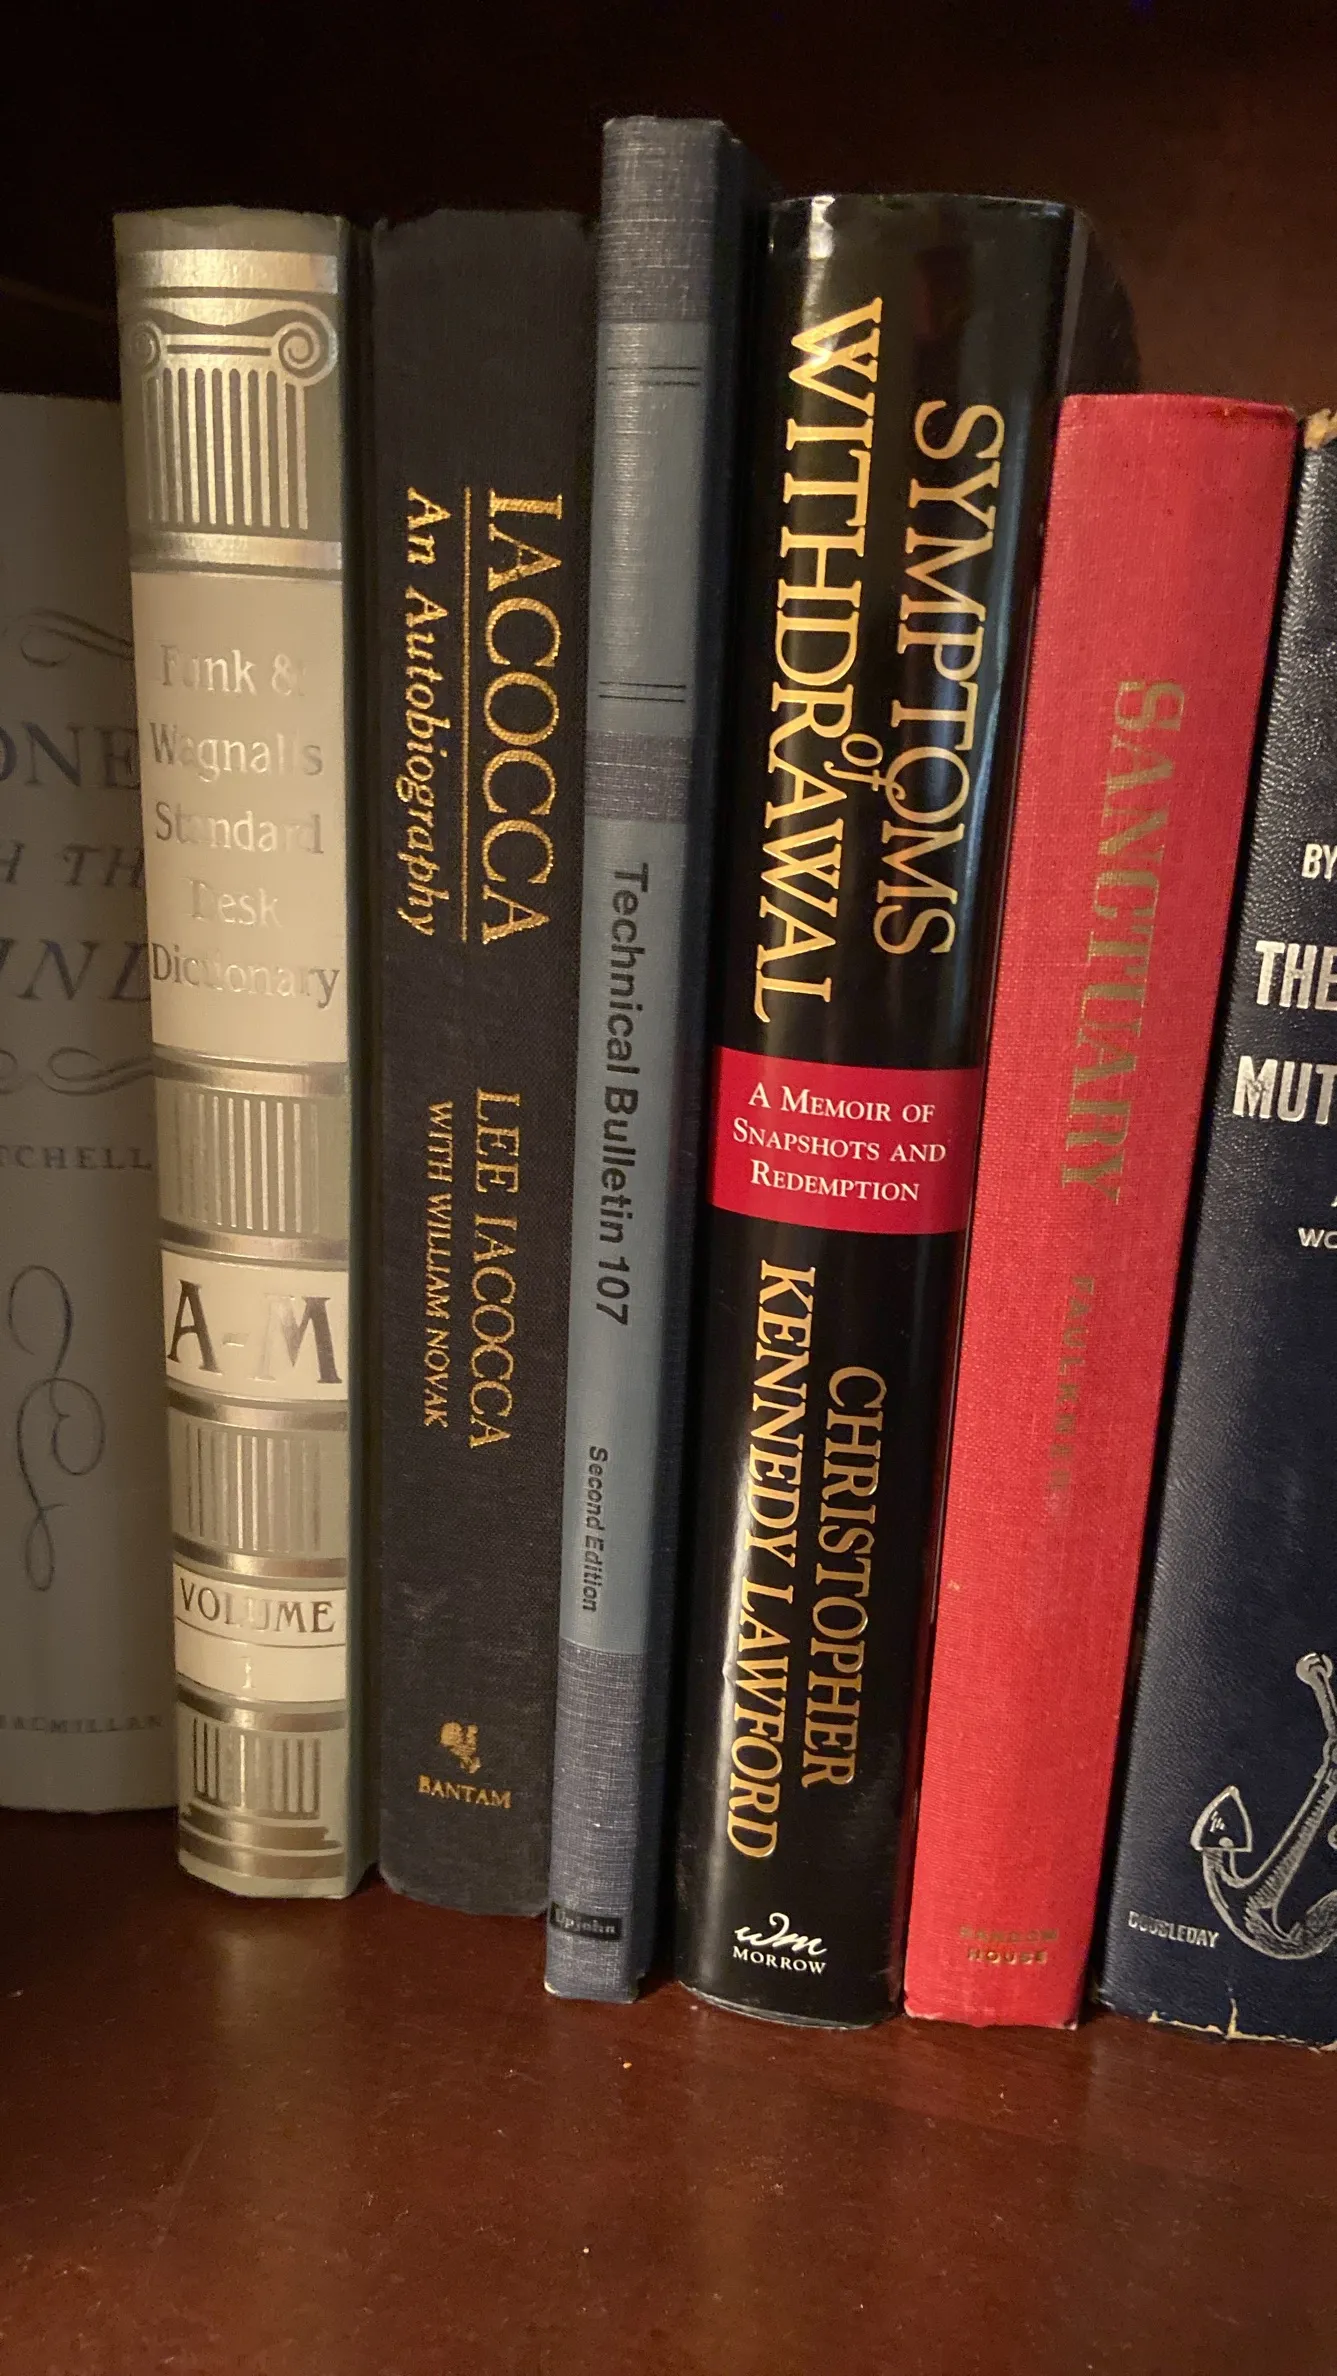 ONE
H TH
IND
TCHELL
MACMILLAN
Funk &
Wagnalls
Standard
Desk
Dictionary
A-M
VOLUME
1
IACOCCA
An Autobiography
LEE IACOCCA
WITH WILLIAM NOVAK
BANTAM
Technical Bulletin 107
Second Edition
Upjohn
SYMPTOMS
of
WITHDRAWAL
A MEMOIR OF
SNAPSHOTS AND
REDEMPTION
CHRISTOPHER
KENNEDY LAWFORD
wm
MORROW
SANCTUARY
FAULKNER
RANDOM
HOUSE
BY
THE
MUT
WO
DOUBLEDAY